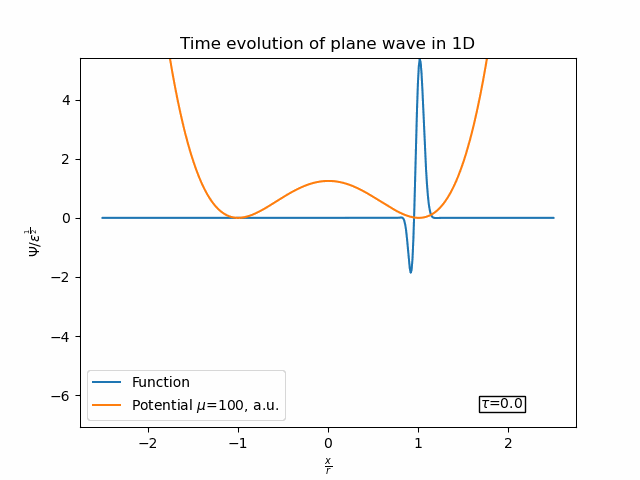 Time evolution of plane wave in 1D
Ψ/ε^{1/2}
4
2
0
−2
−4
−6
Function
Potential μ=100, a.u.
τ=0.0
−2
−1
0
1
2
x/r